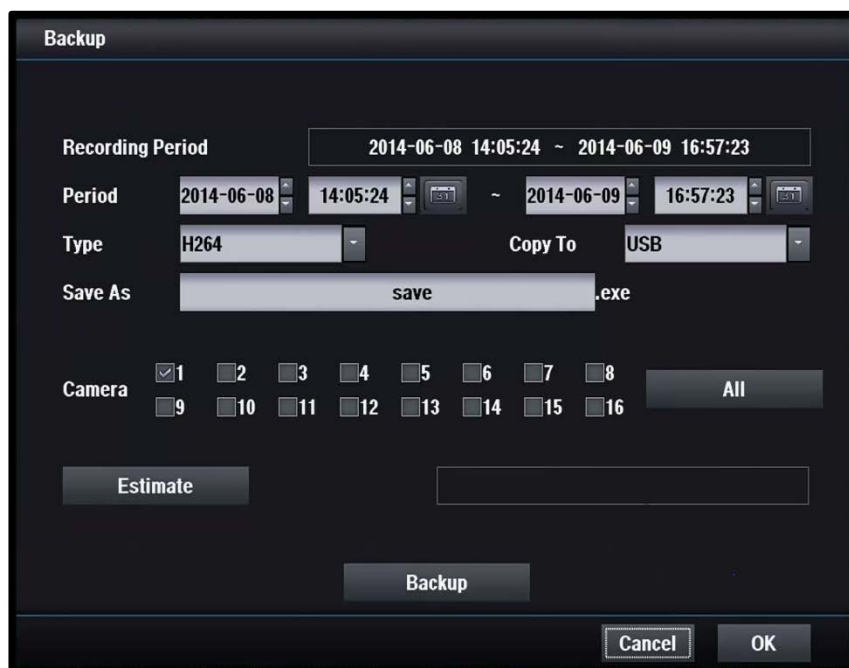 Backup
Recording Period 2014-06-08 14:05:24 ~ 2014-06-09 16:57:23
Period 2014-06-08 14:05:24 31 ~ 2014-06-09 16:57:23 31
Type H264 Copy To USB
Save As save .exe
1 2 3 4 5 6 7 8
Camera All
9 10 11 12 13 14 15 16
Estimate
Backup
Cancel OK